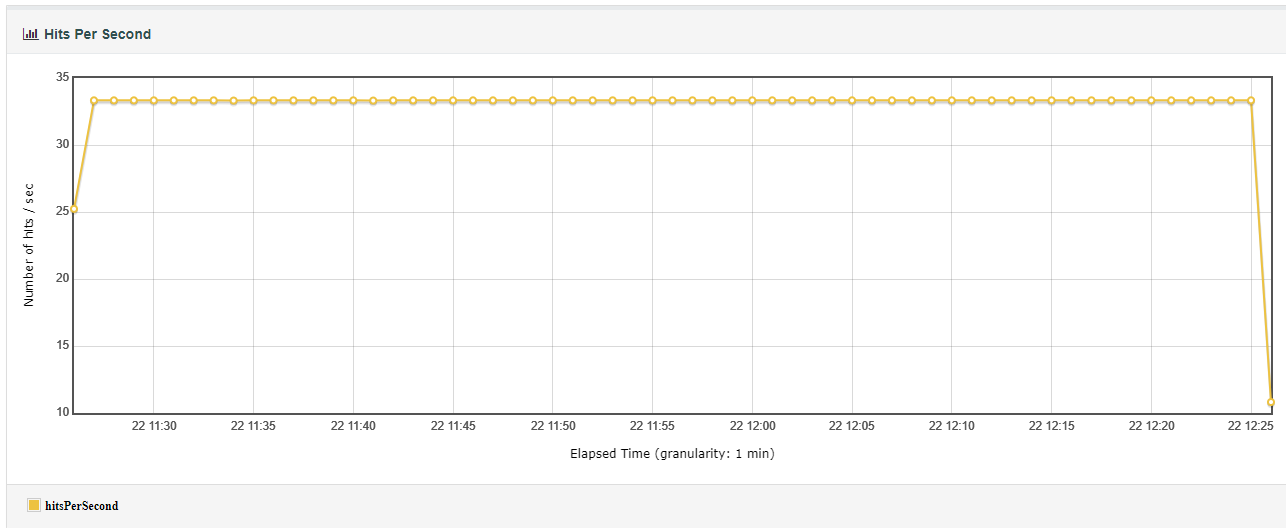 Hits Per Second
35
30
25
20
15
10
Number of hits / sec
22 11:30 22 11:35 22 11:40 22 11:45 22 11:50 22 11:55 22 12:00 22 12:05 22 12:10 22 12:15 22 12:20 22 12:25
Elapsed Time (granularity: 1 min)
hitsPerSecond